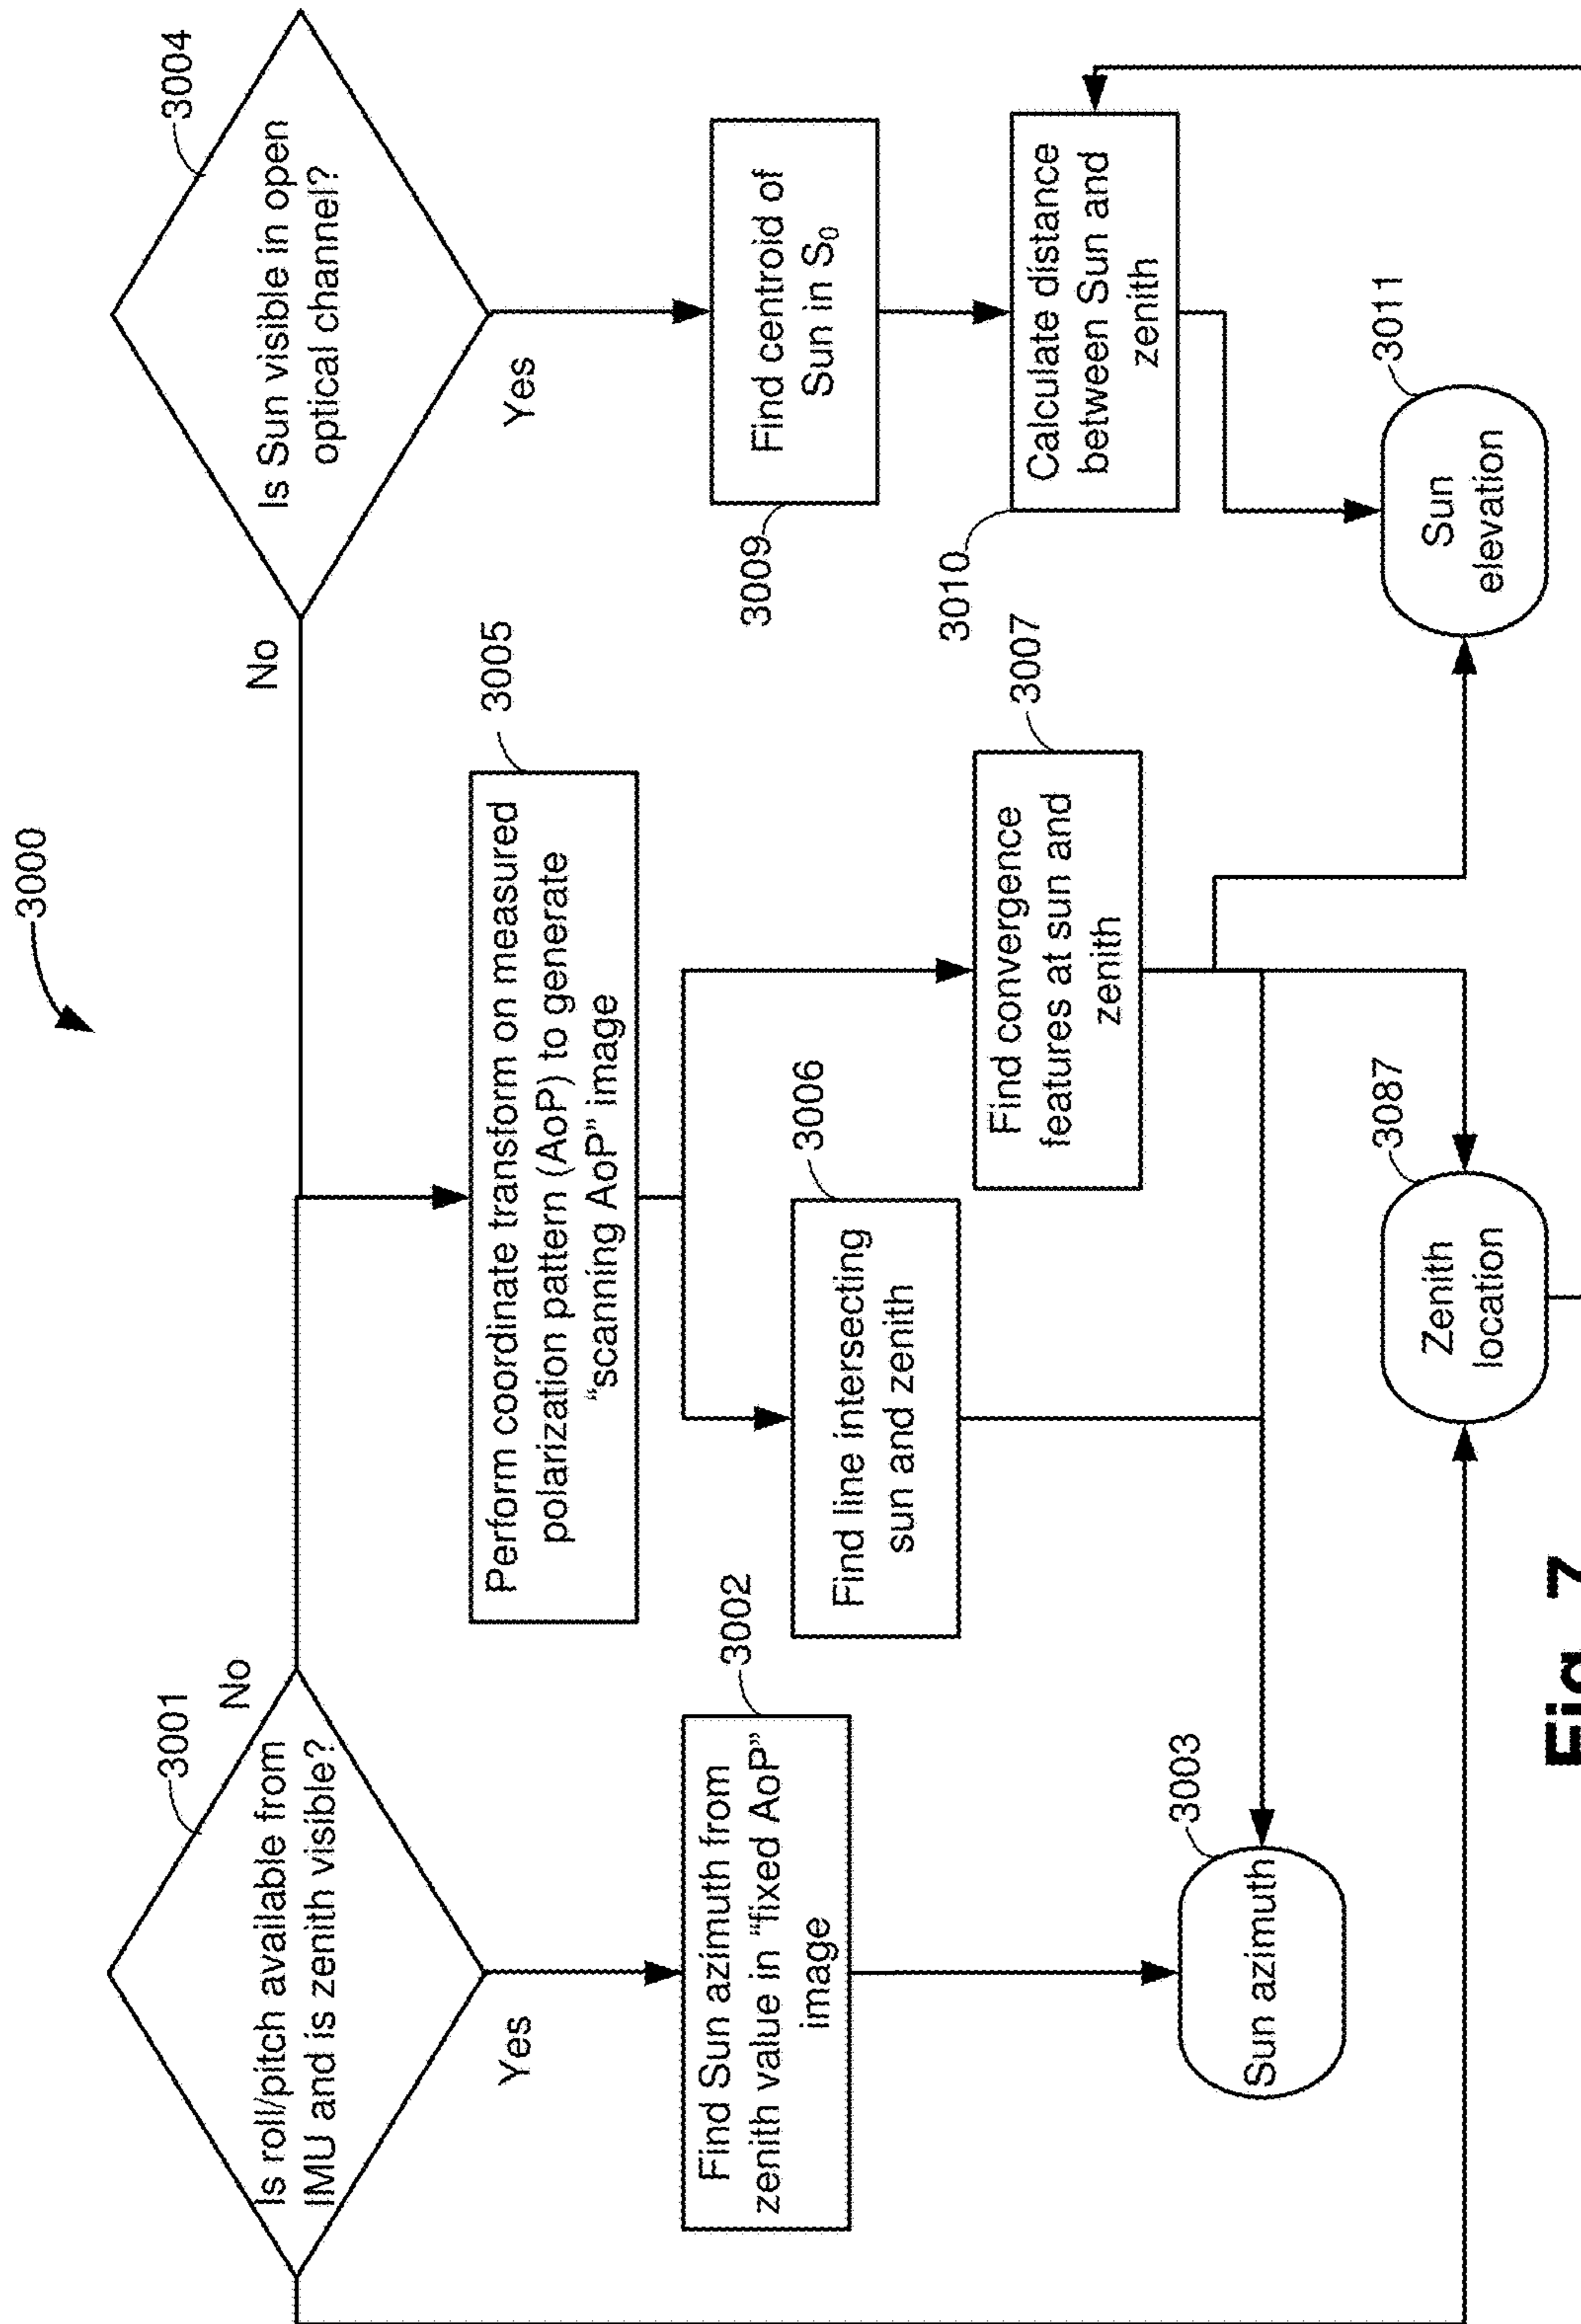 3000
3001
Is roll/pitch available from
IMU and is zenith visible?
No
Yes
3004
Is Sun visible in open
optical channel?
No
Yes
3005
Perform coordinate transform on measured
polarization pattern (AoP) to generate
“scanning AoP” image
3002
Find Sun azimuth from
zenith value in “fixed AoP”
image
3006
Find line intersecting
sun and zenith
3009
Find centroid of
Sun in S₀
3007
Find convergence
features at sun and
zenith
3010
Calculate distance
between Sun and
zenith
3003
Sun azimuth
3087
Zenith
location
3011
Sun
elevation
Fig. 7